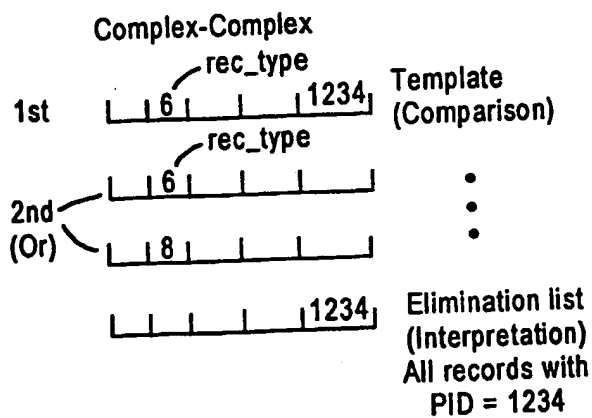 Complex-Complex
rec_type
1st 6 1234 Template
(Comparison)
rec_type
6
2nd
(Or)
8
1234 Elimination list
(Interpretation)
All records with
PID = 1234